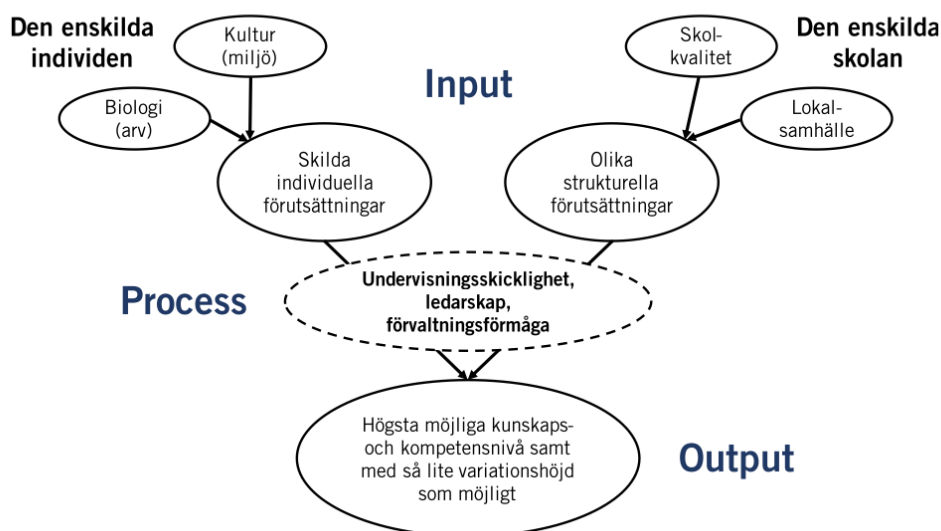 Den enskilda
individen
Kultur
(miljö)
Biologi
(arv)
Input
Skol-
kvalitet
Den enskilda
skolan
Lokal-
samhälle
Skilda
individuella
förutsättningar
Olika
strukturella
förutsättningar
Process
Undervisningsskicklighet,
ledarskap,
förvaltningsförmåga
Högsta möjliga kunskaps-
och kompetensnivå samt
med så lite variationshöjd
som möjligt
Output